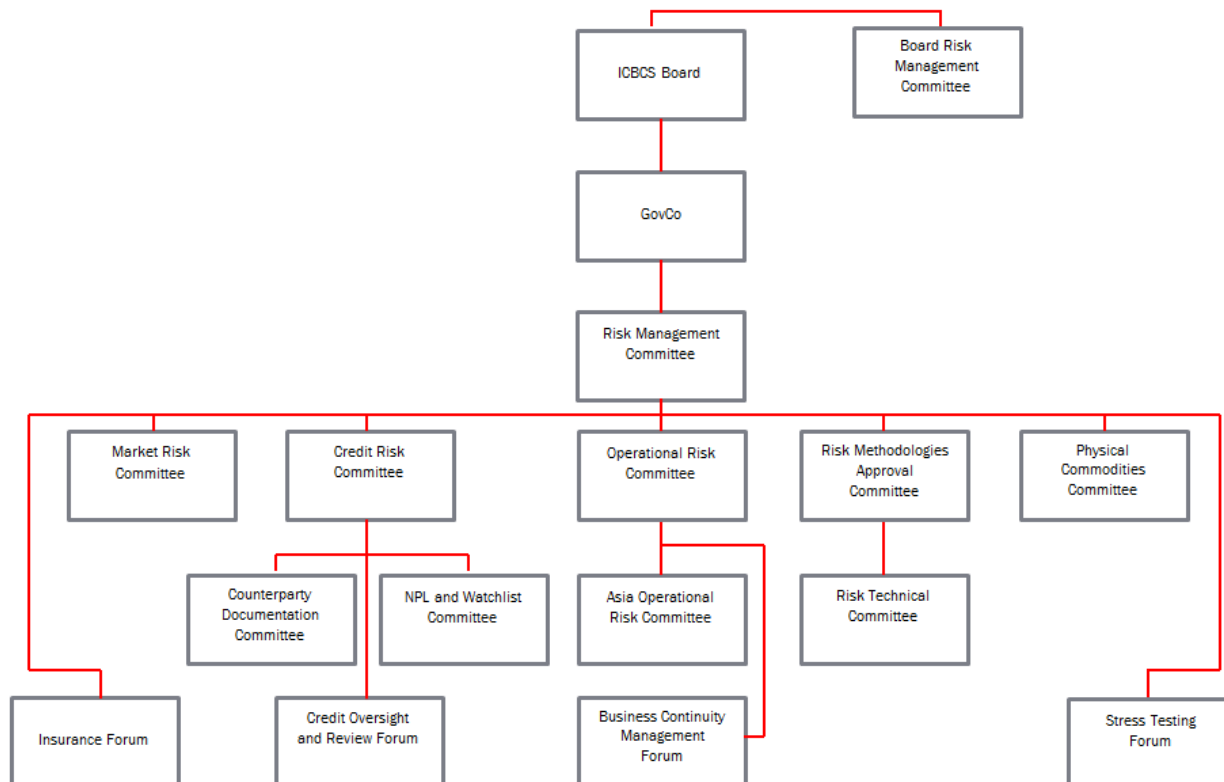 ICBCS Board
Board Risk
Management
Committee
GovCo
Risk Management
Committee
Market Risk
Committee
Credit Risk
Committee
Operational Risk
Committee
Risk Methodologies
Approval
Committee
Physical
Commodities
Committee
Counterparty
Documentation
Committee
NPL and Watchlist
Committee
Asia Operational
Risk Committee
Risk Technical
Committee
Insurance Forum
Credit Oversight
and Review Forum
Business Continuity
Management
Forum
Stress Testing
Forum